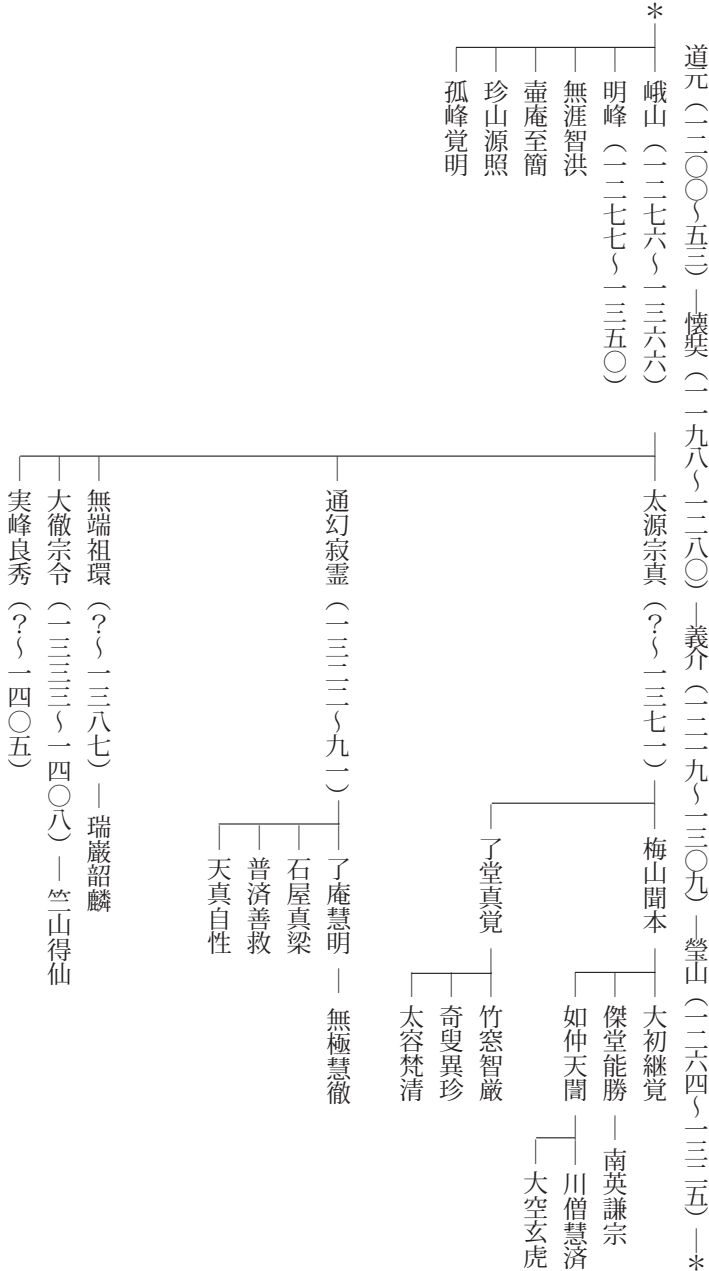 道元（一二〇〇〜五三）―懐奘（一一九八〜一二八〇）―義介（一二一九〜一三〇九）―瑩山（一二六四〜一三二五）―＊
＊
峨山（一二七六〜一三六六）
太源宗真（？〜一三七一）
梅山聞本
大初継覚
傑堂能勝―南英謙宗
如仲天誾
川僧慧済
大空玄虎
了堂真覚
竹窓智厳
奇叟異珍
太容梵清
通幻寂霊（一三二二〜九一）
了庵慧明―無極慧徹
石屋真梁
普済善救
天真自性
無端祖環（？〜一三八七）―瑞巌韶麟
大徹宗令（一三三三〜一四〇八）―竺山得仙
実峰良秀（？〜一四〇五）
明峰（一二七七〜一三五〇）
無涯智洪
壷庵至簡
珍山源照
孤峰覚明